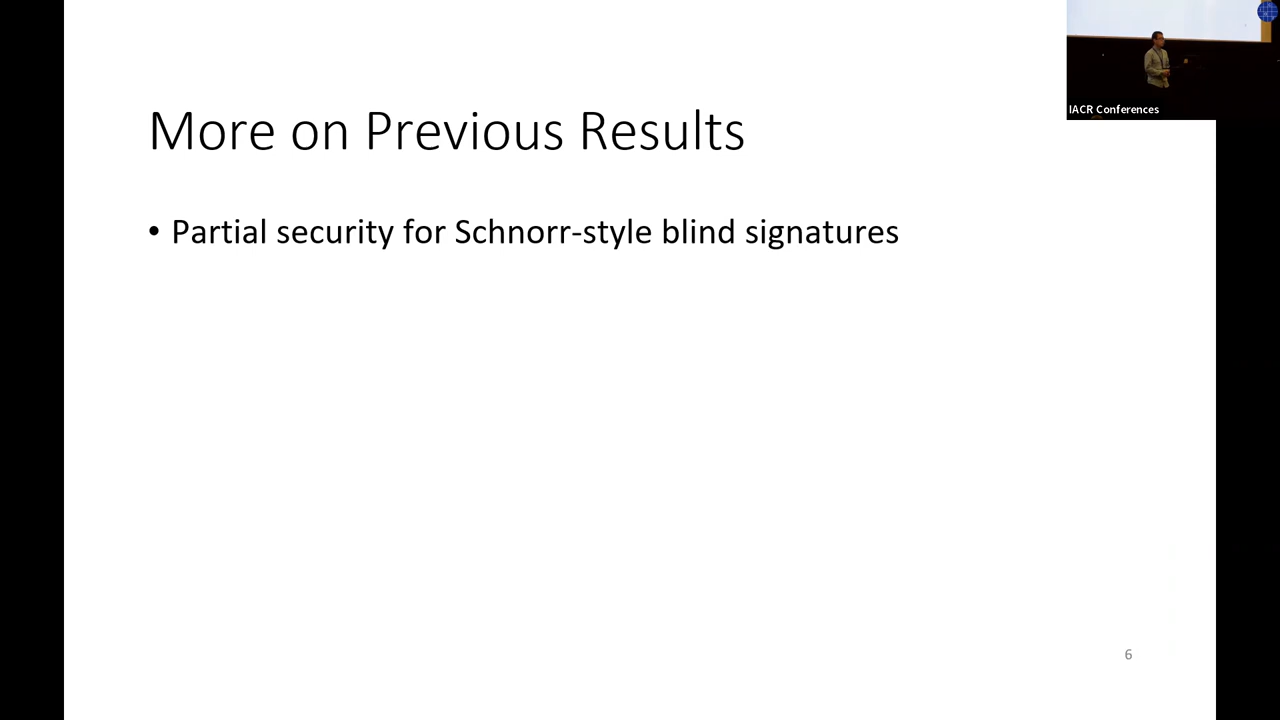 IACR Conferences
More on Previous Results
• Partial security for Schnorr-style blind signatures
6